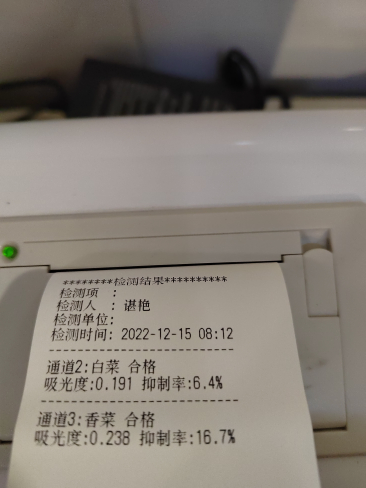 ********检测结果**********
检测项 :
检测人 : 谌艳
检测单位:
检测时间: 2022-12-15 08:12
--------------------------
通道2:白菜 合格
吸光度:0.191 抑制率:6.4%
--------------------------
通道3:香菜 合格
吸光度:0.238 抑制率:16.7%